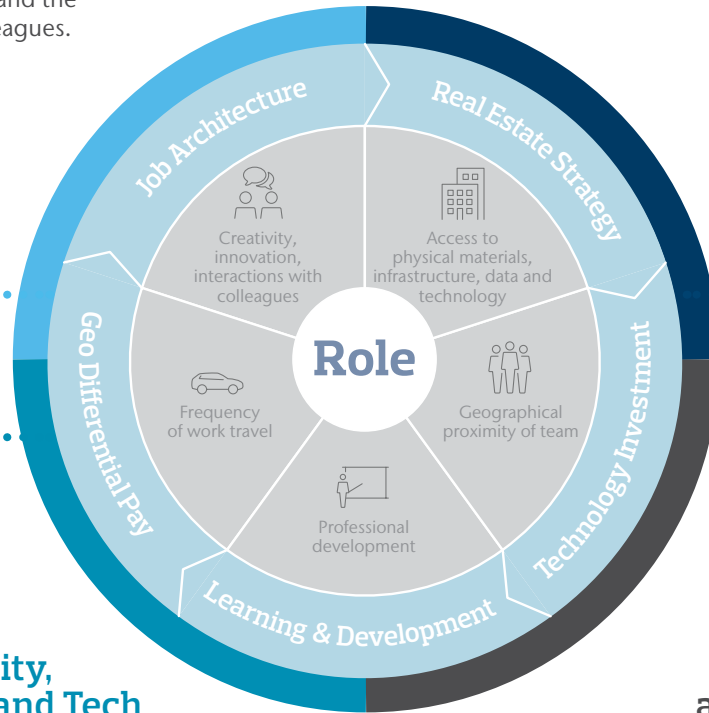 and the
eagues.
Job Architecture
Real Estate Strategy
Creativity,
innovation,
interactions with
colleagues
Access to
physical materials,
infrastructure, data and
technology
Role
Geo Differential Pay
Technology Investment
Frequency
of work travel
Geographical
proximity of team
Professional
development
Learning & Development
ity,
and Tech
a